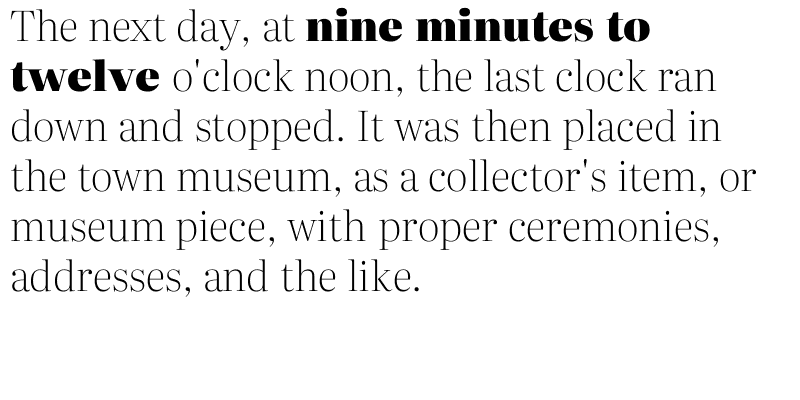 The next day, at nine minutes to
twelve o'clock noon, the last clock ran
down and stopped. It was then placed in
the town museum, as a collector's item, or
museum piece, with proper ceremonies,
addresses, and the like.